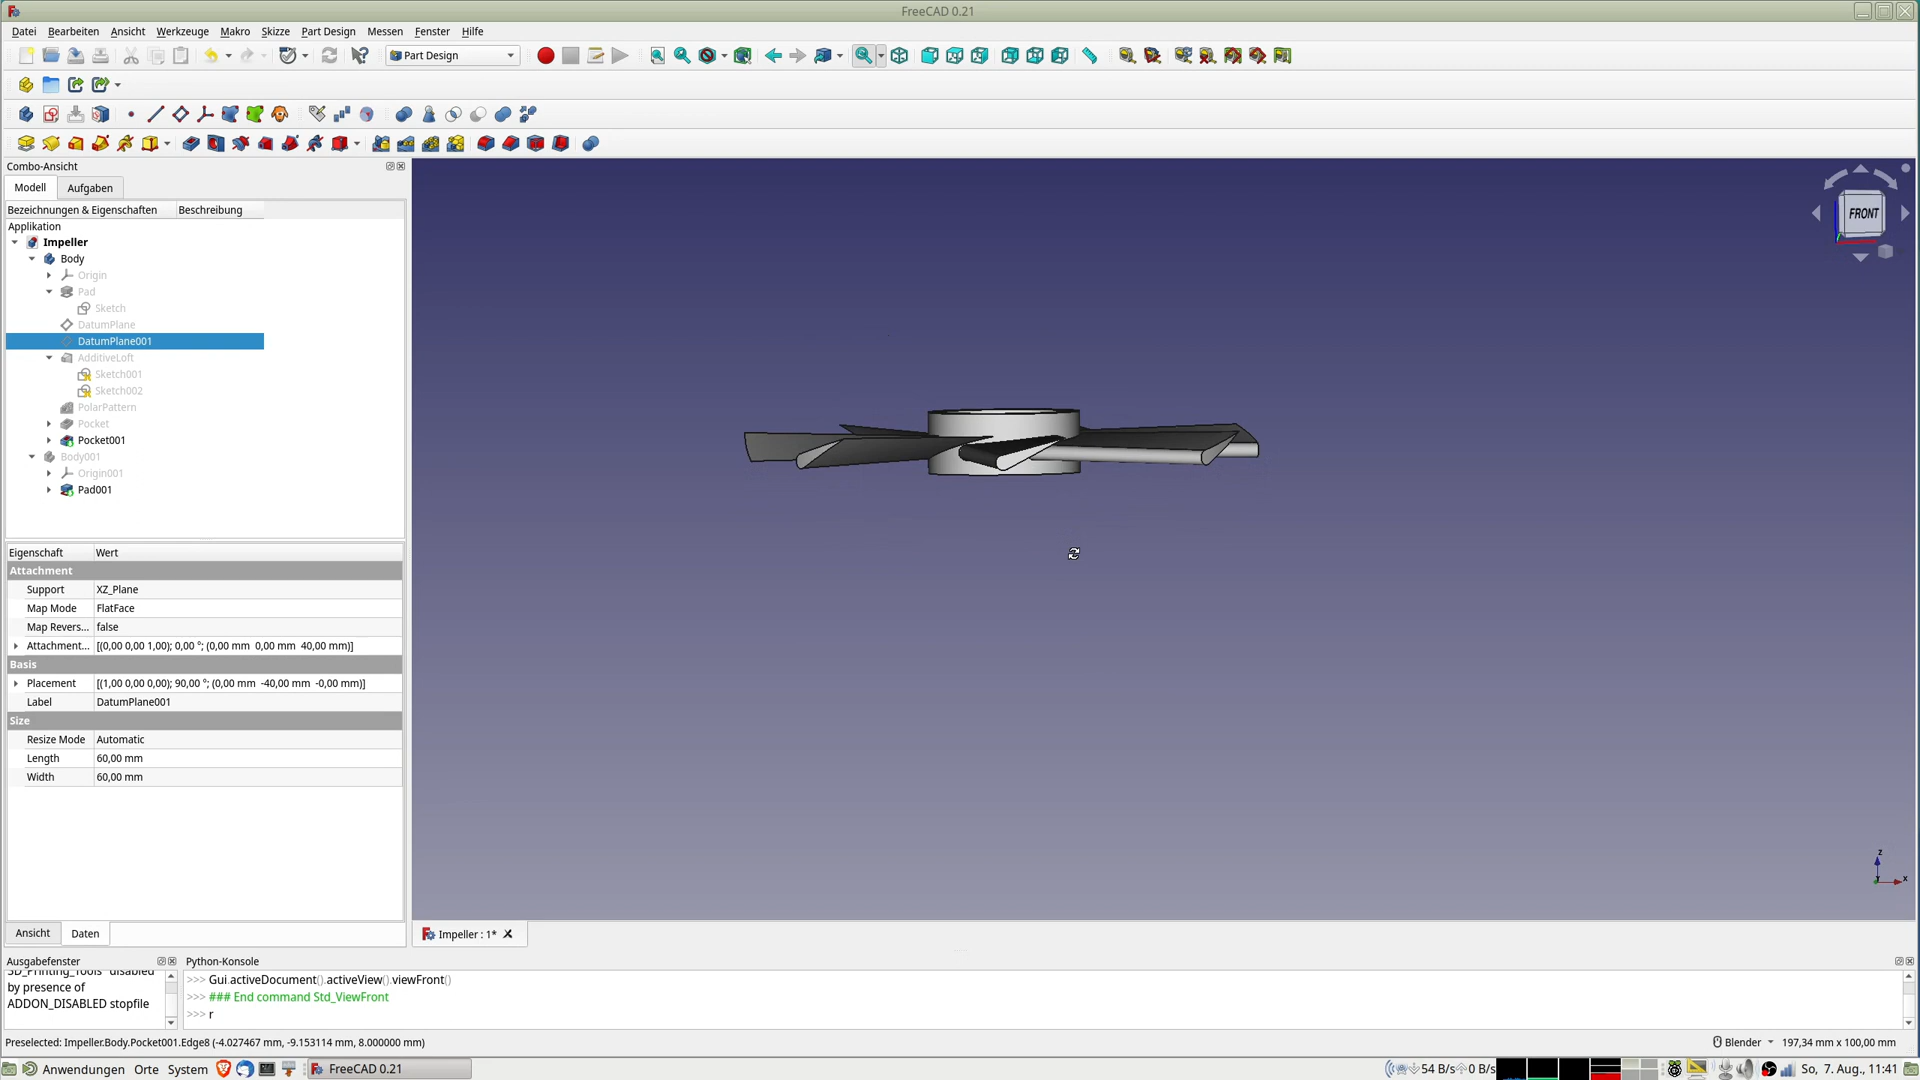 FreeCAD 0.21
Datei Bearbeiten Ansicht Werkzeuge Makro Skizze Part Design Messen Fenster Hilfe
Part Design
Combo-Ansicht
Modell Aufgaben
Bezeichnungen & Eigenschaften Beschreibung
Applikation
Impeller
Body
Origin
Pad
Sketch
DatumPlane
DatumPlane001
AdditiveLoft
Sketch001
Sketch002
PolarPattern
Pocket
Pocket001
Body001
Origin001
Pad001
FRONT
z
x
Eigenschaft Wert
Attachment
Support XZ_Plane
Map Mode FlatFace
Map Revers... false
Attachment... [(0,00 0,00 1,00); 0,00 °; (0,00 mm 0,00 mm 40,00 mm)]
Basis
Placement [(1,00 0,00 0,00); 90,00 °; (0,00 mm -40,00 mm -0,00 mm)]
Label DatumPlane001
Size
Resize Mode Automatic
Length 60,00 mm
Width 60,00 mm
Ansicht Daten
Impeller : 1*
Ausgabefenster
3D_Printing_Tools" disabled
by presence of
ADDON_DISABLED stopfile
Python-Konsole
>>> Gui.activeDocument().activeView().viewFront()
>>> ### End command Std_ViewFront
>>> r
Preselected: Impeller.Body.Pocket001.Edge8 (-4.027467 mm, -9.153114 mm, 8.000000 mm)
Blender 197,34 mm x 100,00 mm
Anwendungen Orte System FreeCAD 0.21 54 B/s 0 B/s So, 7. Aug., 11:41